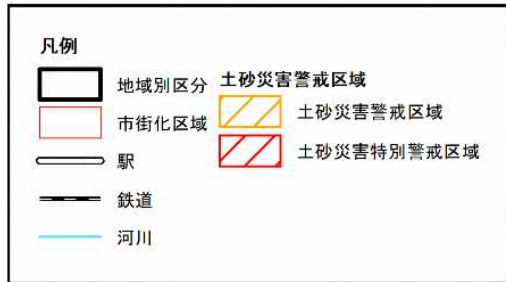 凡例
地域別区分
市街化区域
駅
鉄道
河川
土砂災害警戒区域
土砂災害警戒区域
土砂災害特別警戒区域